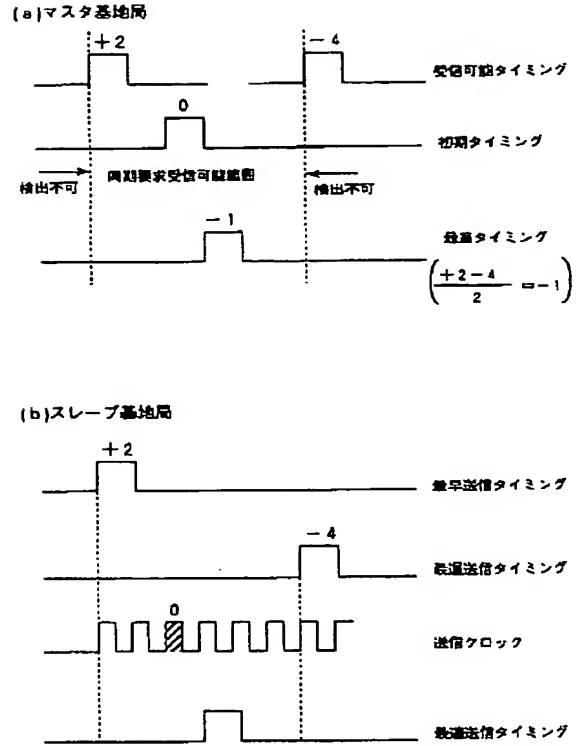 (a)マスタ基地局
+2
-4
受信可能タイミング
0
初期タイミング
検出不可
同期要求受信可能範囲
検出不可
-1
最適タイミング
(+2-4/2 =-1)
(b)スレーブ基地局
+2
最早送信タイミング
-4
最遅送信タイミング
0
送信クロック
最適送信タイミング